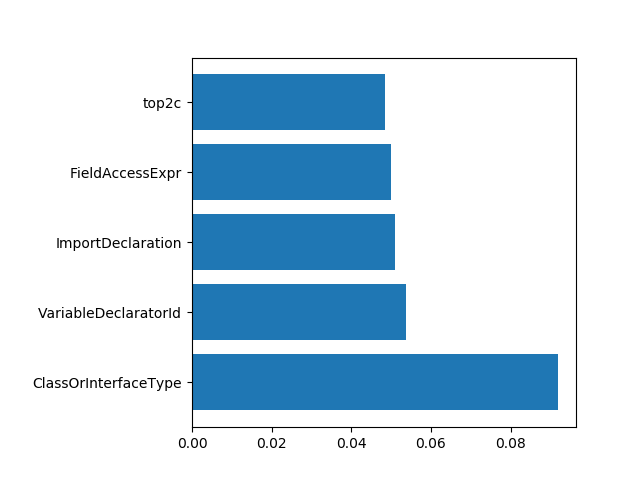 top2c
FieldAccessExpr
ImportDeclaration
VariableDeclaratorId
ClassOrInterfaceType
0.00 0.02 0.04 0.06 0.08